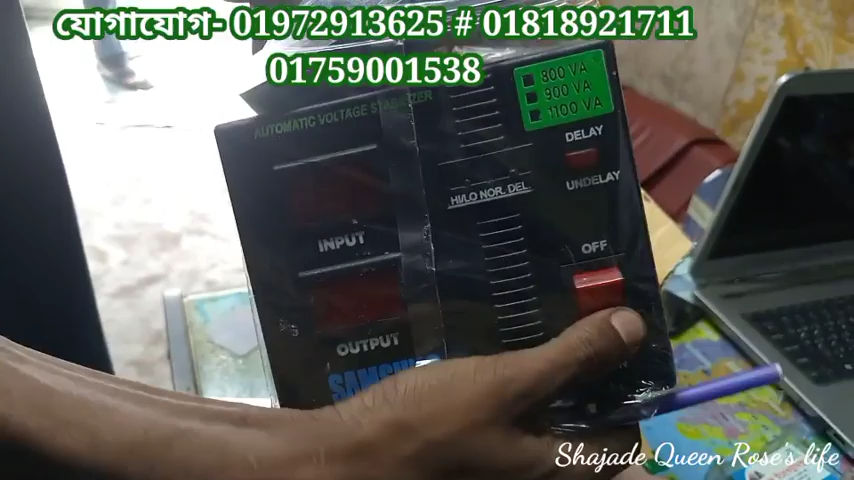 যোগাযোগ- 01972913625 # 01818921711
01759001538
AUTOMATIC VOLTAGE STABILIZER
800 VA
900 VA
1100 VA
DELAY
UNDELAY
HI/LO NOR. DEL
INPUT
OFF
OUTPUT
SAMSUN
Shajade Queen Rose's life